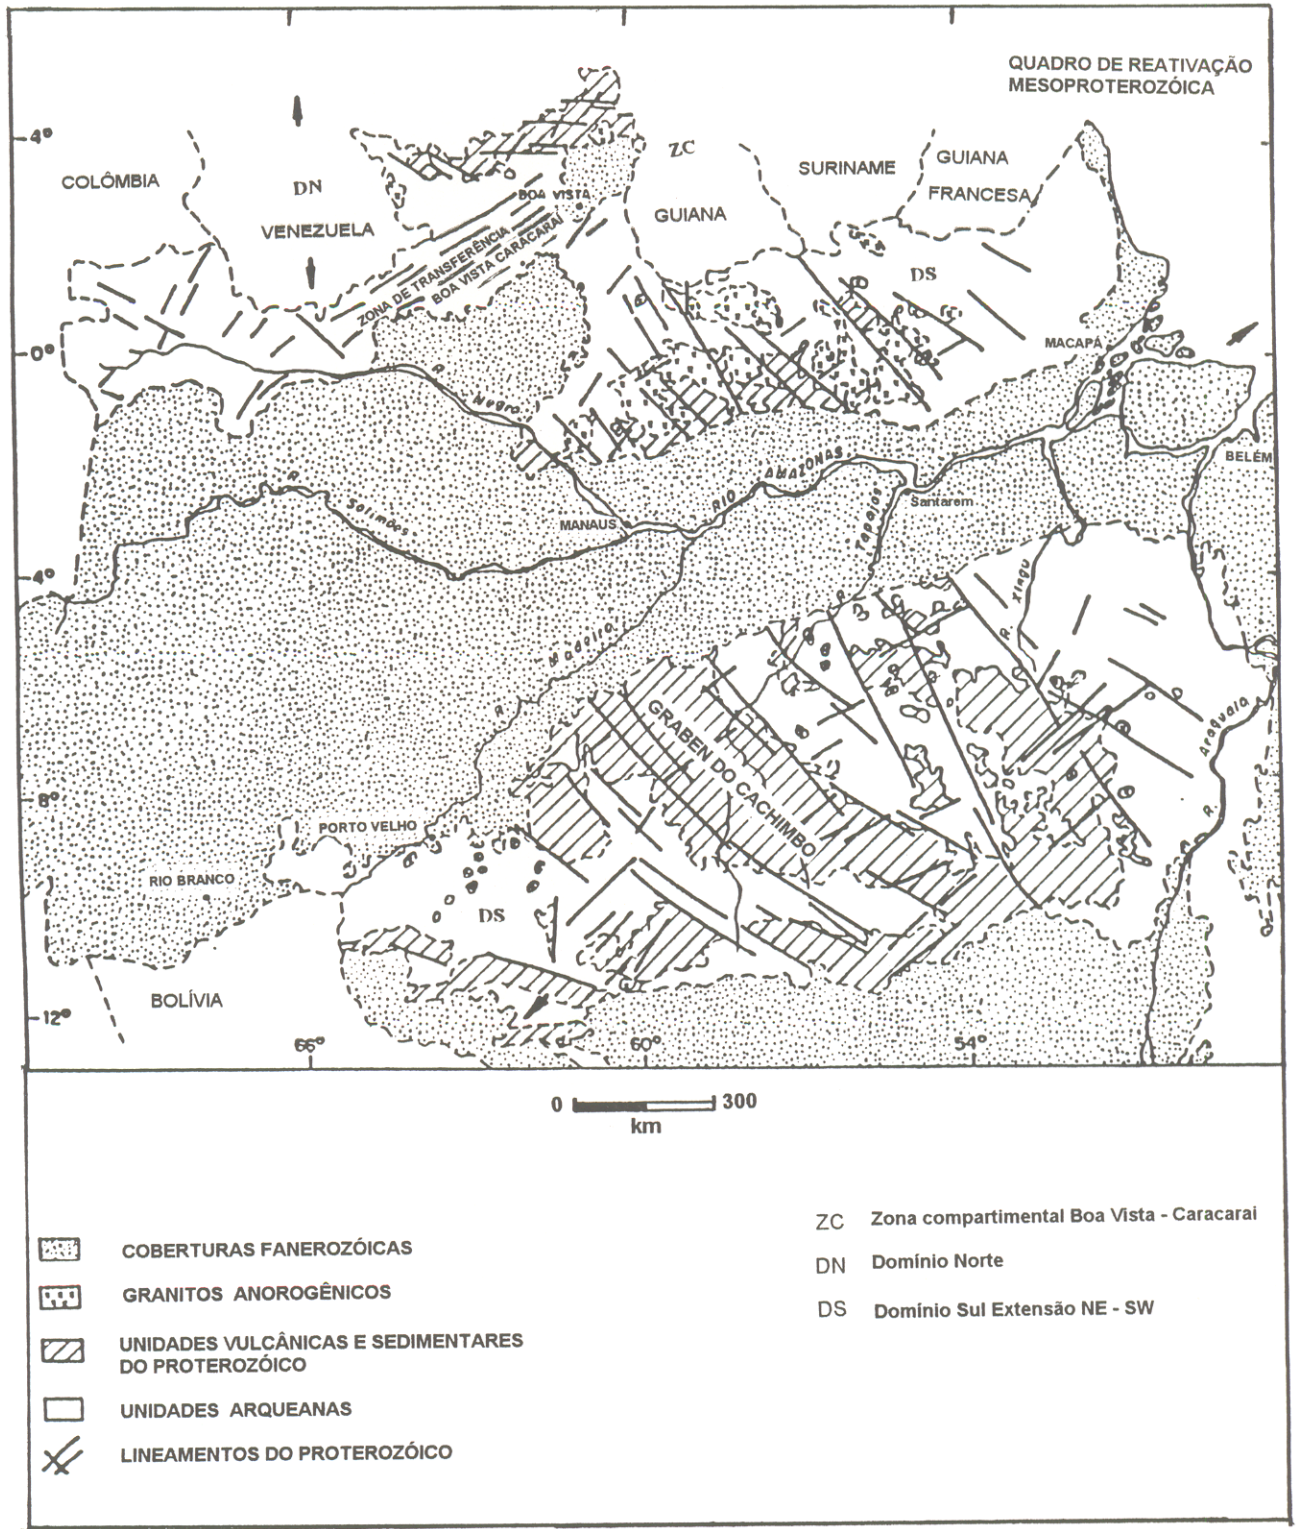 QUADRO DE REATIVAÇÃO
MESOPROTEROZÓICA
4°
COLÔMBIA
DN
VENEZUELA
BOA VISTA
ZC
GUIANA
SURINAME
GUIANA
FRANCESA
DS
ZONA DE TRANSFERÊNCIA
BOA VISTA CARACARAÍ
0°
MACAPÁ
R Negro
BELÉM
R Solimões
MANAUS
RIO AMAZONAS
Santarem
R Tapajos
R. Xingu
4°
R Madeira
R. Araguaia
GRABEN DO CACHIMBO
8°
PORTO VELHO
RIO BRANCO
DS
BOLÍVIA
12°
66°
60°
54°
0 300
km
ZC Zona compartimental Boa Vista - Caracarai
DN Domínio Norte
DS Domínio Sul Extensão NE - SW
COBERTURAS FANEROZÓICAS
GRANITOS ANOROGÊNICOS
UNIDADES VULCÂNICAS E SEDIMENTARES
DO PROTEROZÓICO
UNIDADES ARQUEANAS
LINEAMENTOS DO PROTEROZÓICO